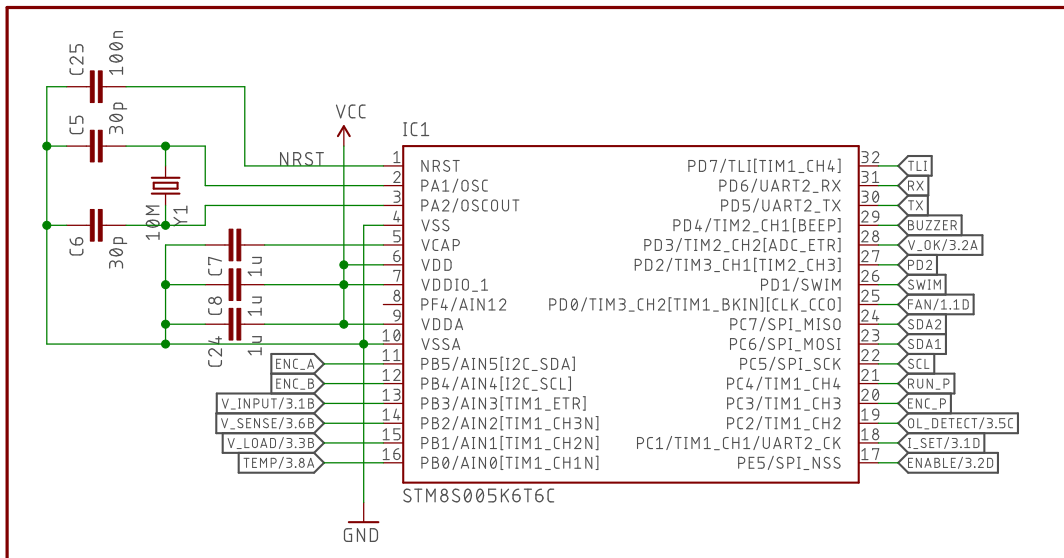 C25
100n
C5
30p
10M
Y1
C6
30p
C7
1u
C8
1u
C24
1u
VCC
GND
NRST
IC1
1 NRST
2 PA1/OSC
3 PA2/OSCOUT
4 VSS
5 VCAP
6 VDD
7 VDDIO_1
8 PF4/AIN12
9 VDDA
10 VSSA
ENC_A 11 PB5/AIN5[I2C_SDA]
ENC_B 12 PB4/AIN4[I2C_SCL]
V_INPUT/3.1B 13 PB3/AIN3[TIM1_ETR]
V_SENSE/3.6B 14 PB2/AIN2[TIM1_CH3N]
V_LOAD/3.3B 15 PB1/AIN1[TIM1_CH2N]
TEMP/3.8A 16 PB0/AIN0[TIM1_CH1N]
PD7/TLI[TIM1_CH4] 32 TLI
PD6/UART2_RX 31 RX
PD5/UART2_TX 30 TX
PD4/TIM2_CH1[BEEP] 29 BUZZER
PD3/TIM2_CH2[ADC_ETR] 28 V_OK/3.2A
PD2/TIM3_CH1[TIM2_CH3] 27 PD2
PD1/SWIM 26 SWIM
PD0/TIM3_CH2[TIM1_BKIN][CLK_CCO] 25 FAN/1.1D
PC7/SPI_MISO 24 SDA2
PC6/SPI_MOSI 23 SDA1
PC5/SPI_SCK 22 SCL
PC4/TIM1_CH4 21 RUN_P
PC3/TIM1_CH3 20 ENC_P
PC2/TIM1_CH2 19 OL_DETECT/3.5C
PC1/TIM1_CH1/UART2_CK 18 I_SET/3.1D
PE5/SPI_NSS 17 ENABLE/3.2D
STM8S005K6T6C